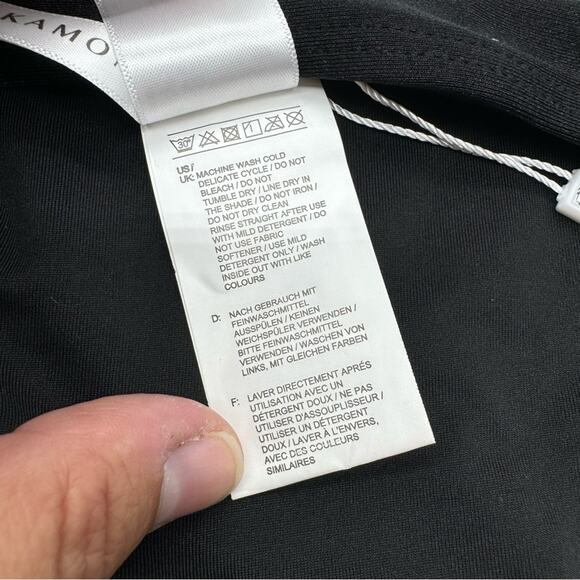 KAMO
30°
US/
UK: MACHINE WASH COLD
DELICATE CYCLE / DO NOT
BLEACH / DO NOT
TUMBLE DRY / LINE DRY IN
THE SHADE / DO NOT IRON /
DO NOT DRY CLEAN
RINSE STRAIGHT AFTER USE
WITH MILD DETERGENT / DO
NOT USE FABRIC
SOFTENER / USE MILD
DETERGENT ONLY / WASH
INSIDE OUT WITH LIKE
COLOURS
D: NACH GEBRAUCH MIT
FEINWASCHMITTEL
AUSSPÜLEN / KEINEN
WEICHSPÜLER VERWENDEN /
BITTE FEINWASCHMITTEL
VERWENDEN / WASCHEN VON
LINKS, MIT GLEICHEN FARBEN
F: LAVER DIRECTEMENT APRÉS
UTILISATION AVEC UN
DÉTERGENT DOUX / NE PAS
UTILISER D'ASSOUPLISSEUR /
UTILISER UN DÉTERGENT
DOUX / LAVER À L'ENVERS,
AVEC DES COULEURS
SIMILAIRES